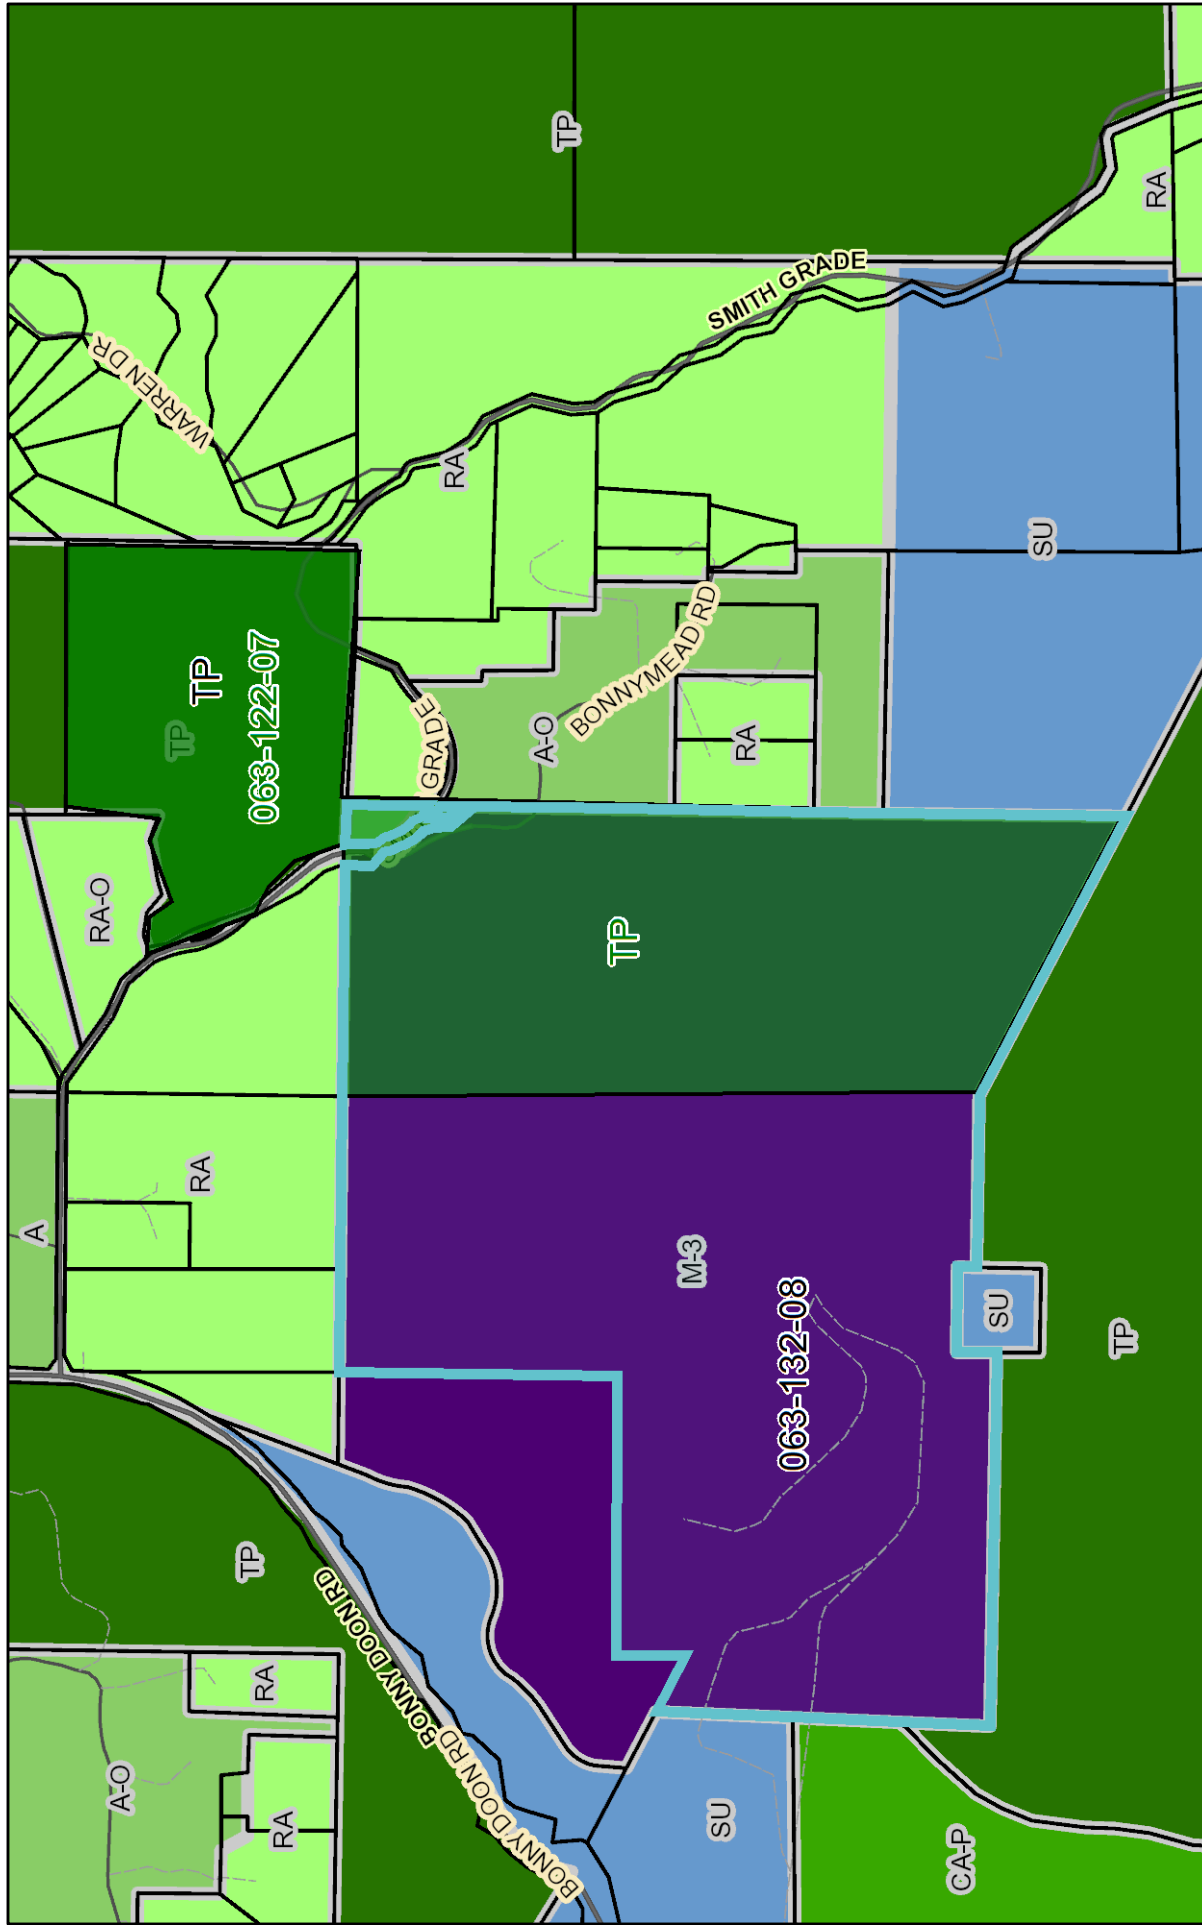 TP
RA
WARREN DR
SMITH GRADE
RA
SU
TP
TP
063-122-07
GRADE
A-O
BONNYMEAD RD
RA
RA-O
TP
RA
A
M-3
063-132-08
SU
TP
TP
BONNY DOON RD
BONNY DOON RD
RA
A-O
RA
SU
CA-P